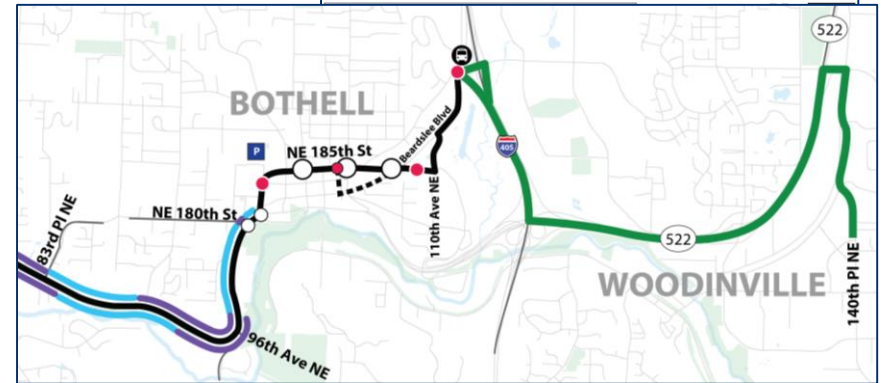 522
BOTHELL
P
NE 185th St
Beardslee Blvd
405
NE 180th St
110th Ave NE
83rd Pl NE
522
WOODINVILLE
140th Pl NE
96th Ave NE